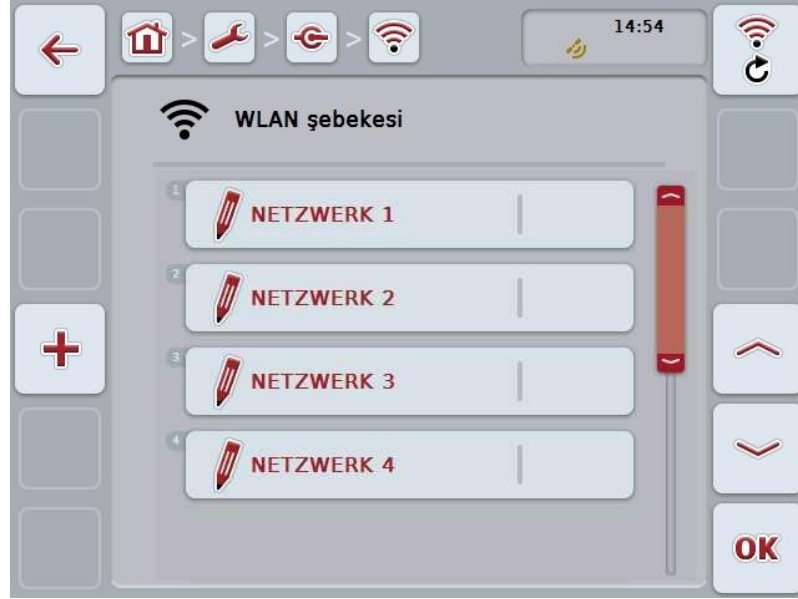 14:54
WLAN şebekesi
1
NETZWERK 1
2
NETZWERK 2
3
NETZWERK 3
4
NETZWERK 4
OK